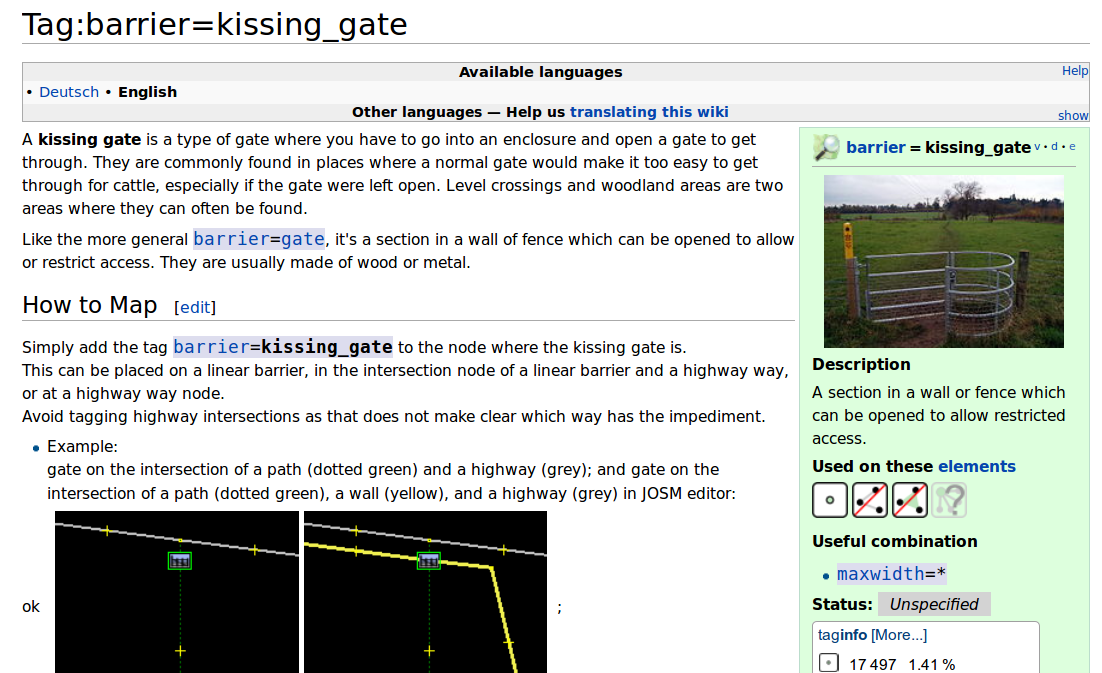 Tag:barrier=kissing_gate
Available languages
Help
• Deutsch • English
Other languages — Help us translating this wiki
show
A kissing gate is a type of gate where you have to go into an enclosure and open a gate to get
through. They are commonly found in places where a normal gate would make it too easy to get
through for cattle, especially if the gate were left open. Level crossings and woodland areas are two
areas where they can often be found.
Like the more general barrier=gate, it's a section in a wall of fence which can be opened to allow
or restrict access. They are usually made of wood or metal.
How to Map [edit]
Simply add the tag barrier=kissing_gate to the node where the kissing gate is.
This can be placed on a linear barrier, in the intersection node of a linear barrier and a highway way,
or at a highway way node.
Avoid tagging highway intersections as that does not make clear which way has the impediment.
• Example:
gate on the intersection of a path (dotted green) and a highway (grey); and gate on the
intersection of a path (dotted green), a wall (yellow), and a highway (grey) in JOSM editor:
ok
;
barrier = kissing_gate v • d • e
Description
A section in a wall or fence which
can be opened to allow restricted
access.
Used on these elements
Useful combination
• maxwidth=*
Status: Unspecified
taginfo [More...]
17 497 1.41 %